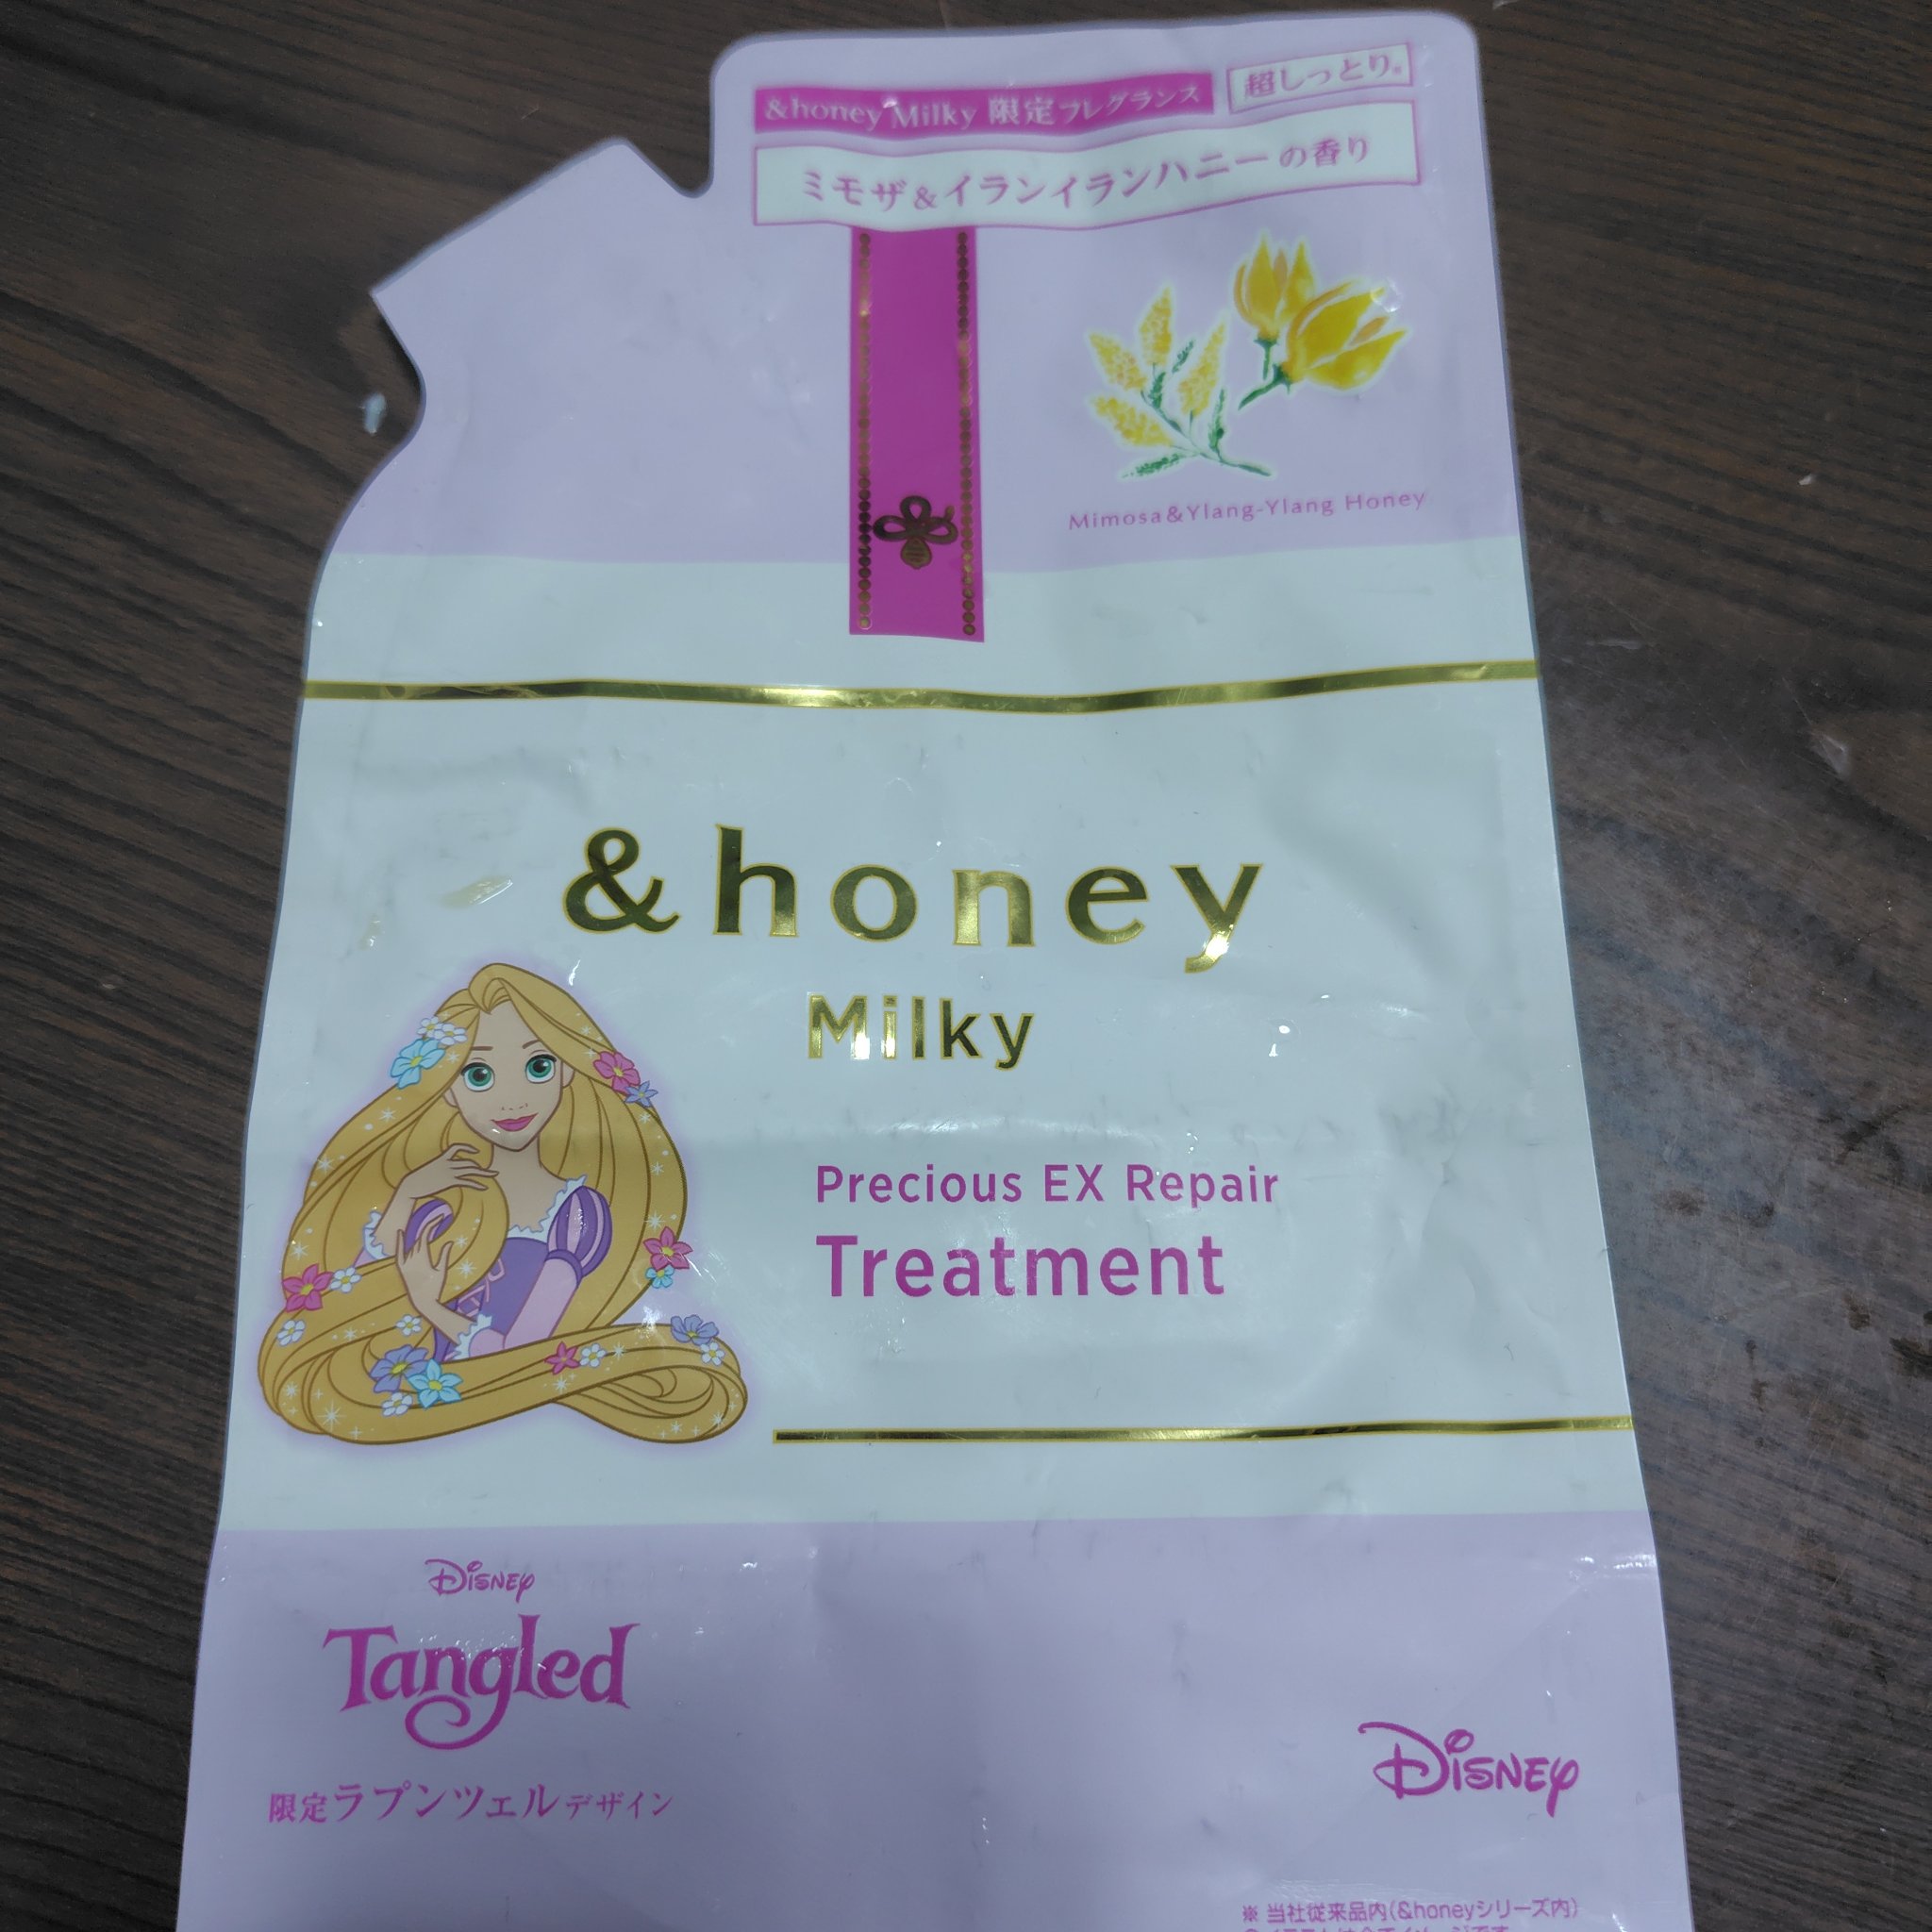 &honey Milky 限定フレグランス
超しっとり※
ミモザ&イランイランハニーの香り
Mimosa&Ylang-Ylang Honey
&honey
Milky
Precious EX Repair
Treatment
Disney
Tangled
限定ラプンツェルデザイン
Disney
※ 当社従来品内(&honeyシリーズ内)